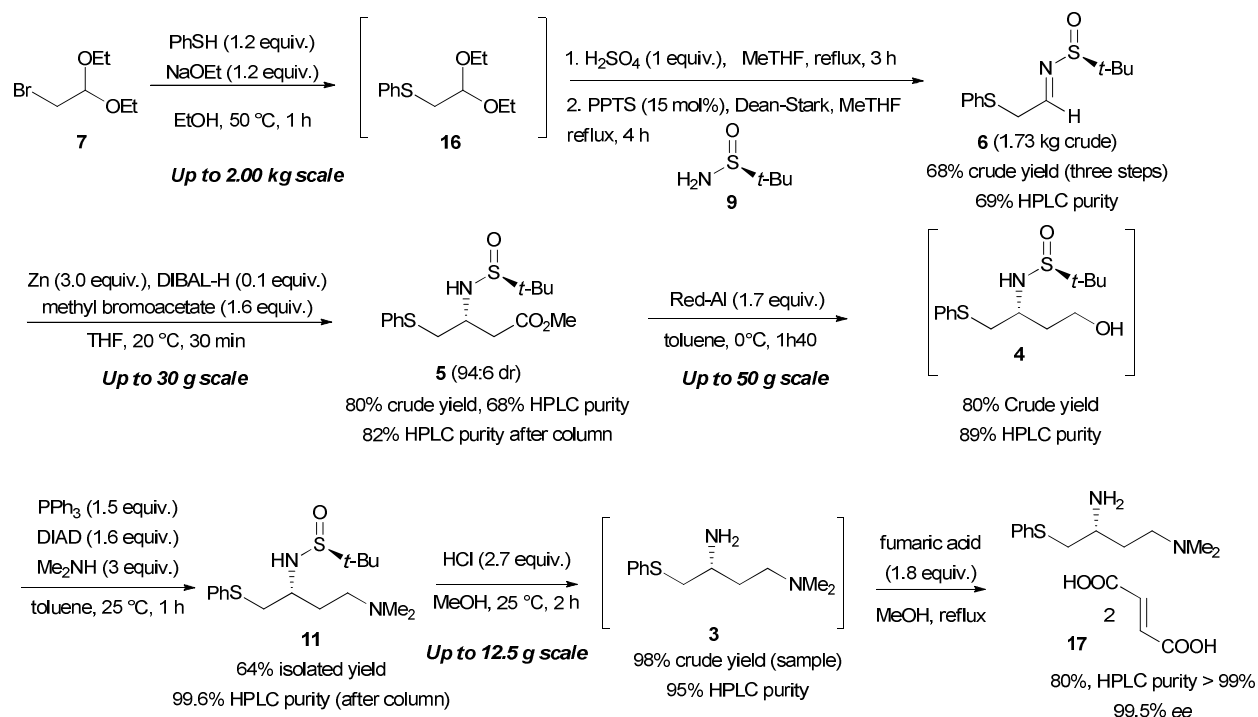 PhSH (1.2 equiv.)
NaOEt (1.2 equiv.)
EtOH, 50 °C, 1 h
Br
OEt
OEt
7
Up to 2.00 kg scale
PhS
OEt
OEt
16
1. H2SO4 (1 equiv.), MeTHF, reflux, 3 h
2. PPTS (15 mol%), Dean-Stark, MeTHF
reflux, 4 h
O
S
H2N
t-Bu
9
O
S
N
t-Bu
PhS
H
6 (1.73 kg crude)
68% crude yield (three steps)
69% HPLC purity
Zn (3.0 equiv.), DIBAL-H (0.1 equiv.)
methyl bromoacetate (1.6 equiv.)
THF, 20 °C, 30 min
Up to 30 g scale
O
HN
S
t-Bu
PhS
CO2Me
5 (94:6 dr)
80% crude yield, 68% HPLC purity
82% HPLC purity after column
Red-Al (1.7 equiv.)
toluene, 0°C, 1h40
Up to 50 g scale
O
HN
S
t-Bu
PhS
OH
4
80% Crude yield
89% HPLC purity
PPh3 (1.5 equiv.)
DIAD (1.6 equiv.)
Me2NH (3 equiv.)
toluene, 25 °C, 1 h
O
HN
S
t-Bu
PhS
NMe2
11
64% isolated yield
99.6% HPLC purity (after column)
HCl (2.7 equiv.)
MeOH, 25 °C, 2 h
Up to 12.5 g scale
NH2
PhS
NMe2
3
98% crude yield (sample)
95% HPLC purity
fumaric acid
(1.8 equiv.)
MeOH, reflux
NH2
PhS
NMe2
HOOC
2
COOH
17
80%, HPLC purity > 99%
99.5% ee